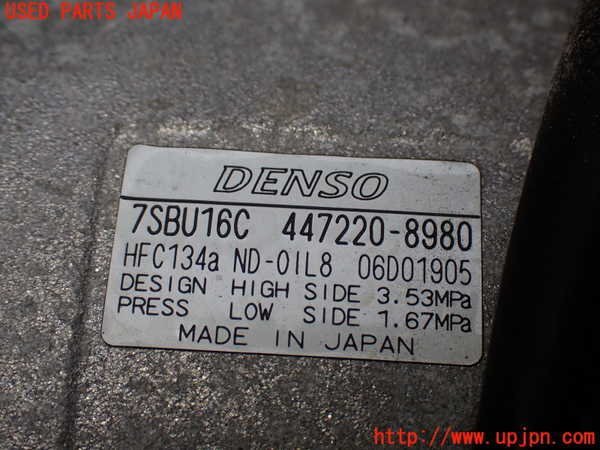 USED PARTS JAPAN
DENSO
7SBU16C 447220-8980
HFC134a ND-OIL8 06D01905
DESIGN HIGH SIDE 3.53MPa
PRESS LOW SIDE 1.67MPa
MADE IN JAPAN
http://www.upjpn.com/